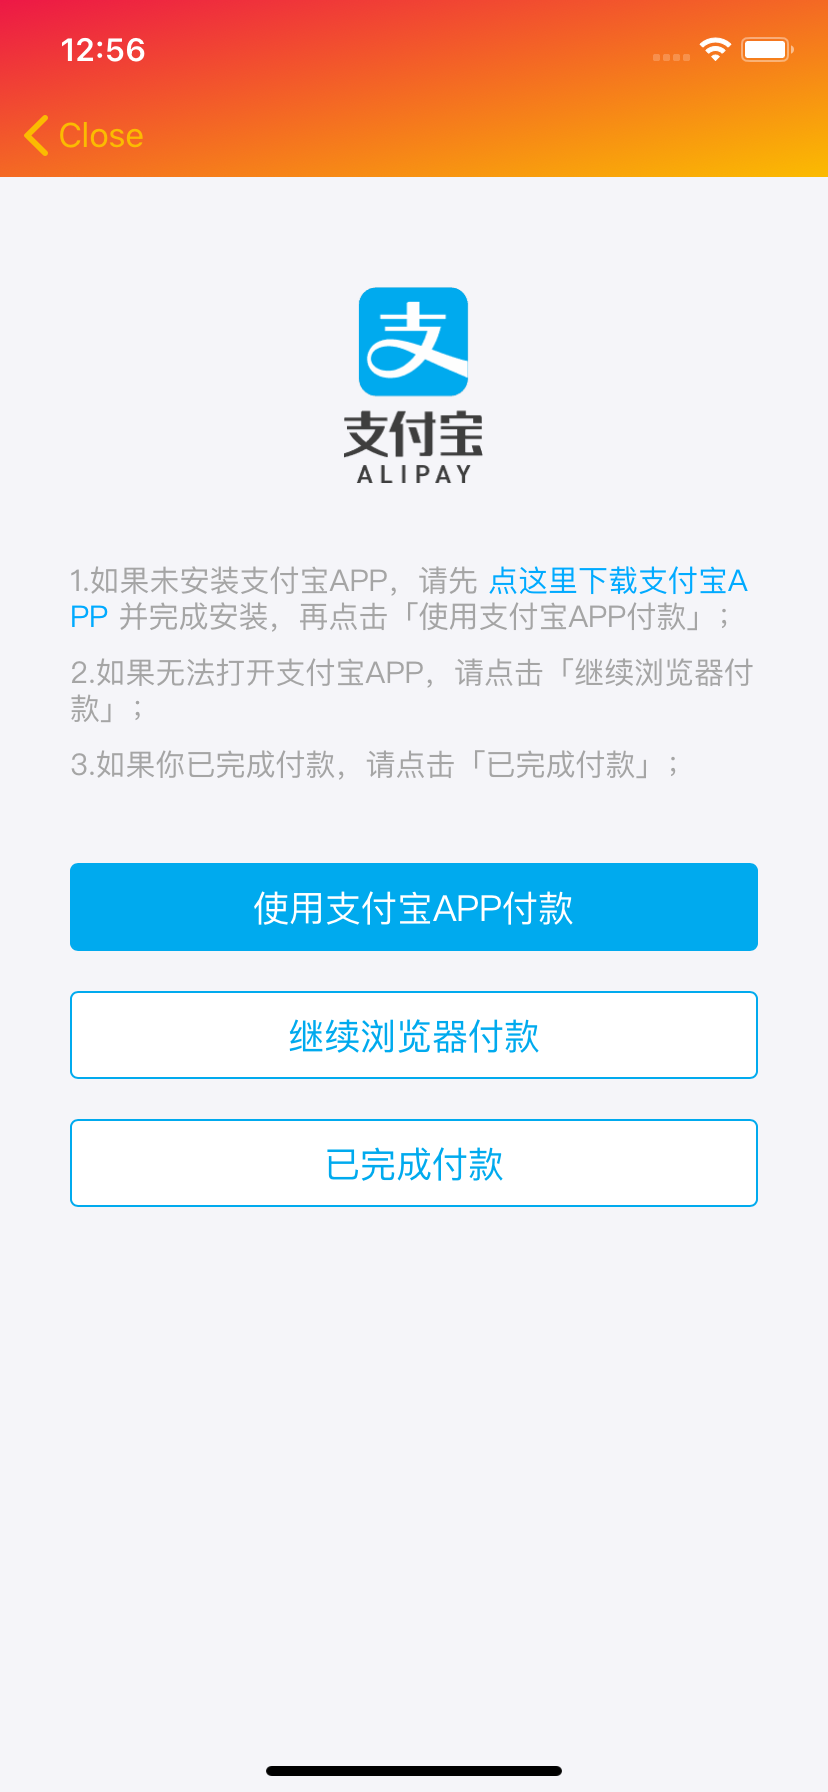 12:56
Close
支
支付宝
ALIPAY
1.如果未安装支付宝APP，请先 点这里下载支付宝A
PP 并完成安装，再点击「使用支付宝APP付款」；
2.如果无法打开支付宝APP，请点击「继续浏览器付
款」；
3.如果你已完成付款，请点击「已完成付款」；
使用支付宝APP付款
继续浏览器付款
已完成付款